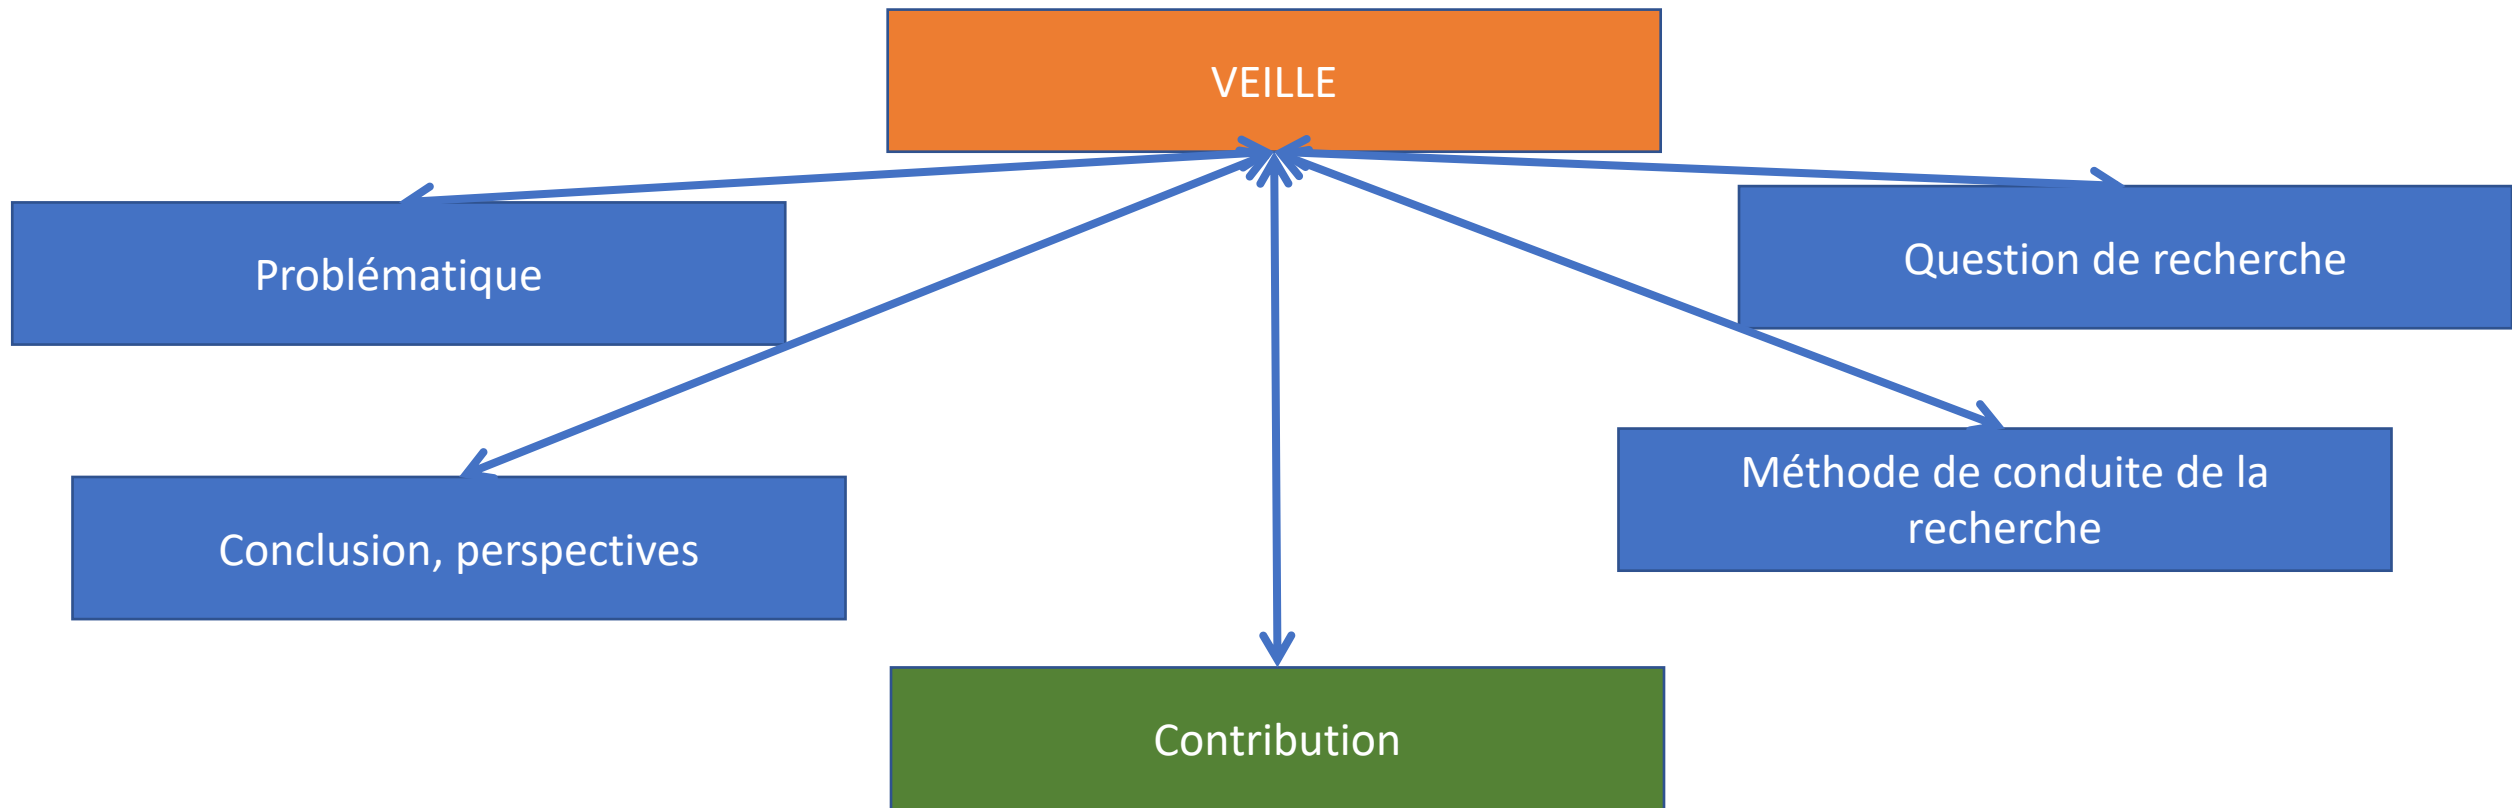 VEILLE
Problématique
Question de recherche
Conclusion, perspectives
Méthode de conduite de la
recherche
Contribution